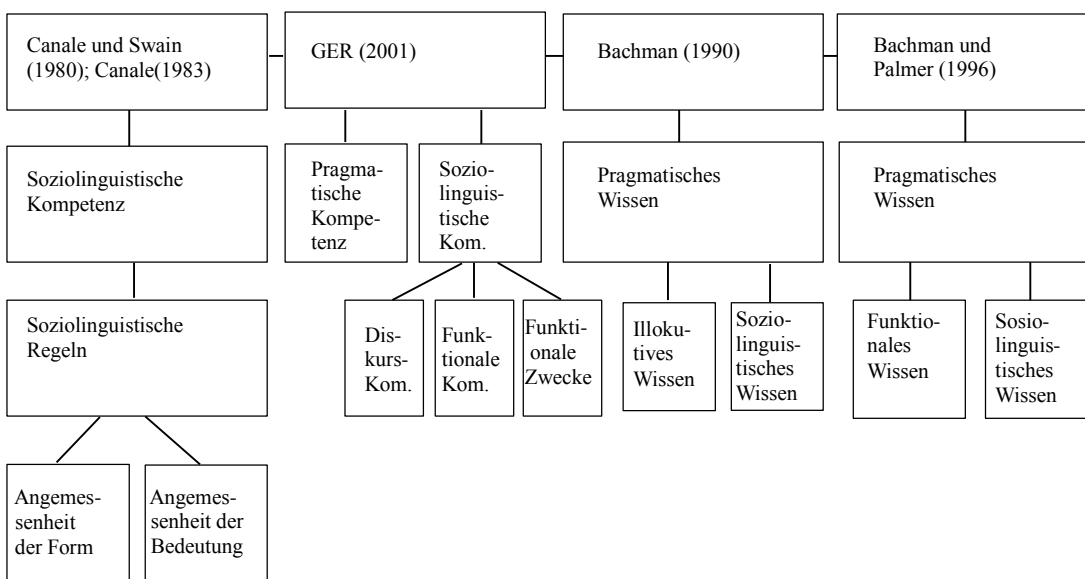 Canale und Swain
(1980); Canale(1983)
GER (2001)
Bachman (1990)
Bachman und
Palmer (1996)
Soziolinguistische
Kompetenz
Pragma-
tische
Kompe-
tenz
Sozio-
linguis-
tische
Kom.
Pragmatisches
Wissen
Pragmatisches
Wissen
Soziolinguistische
Regeln
Dis-
kurs-
Kom.
Funk-
tionale
Kom.
Funkti-
onale
Zwecke
Illoku-
tives
Wissen
Sozio-
linguis-
tisches
Wissen
Funktio-
nales
Wissen
Sosio-
linguis-
tisches
Wissen
Angemes-
senheit
der Form
Angemes-
senheit der
Bedeutung